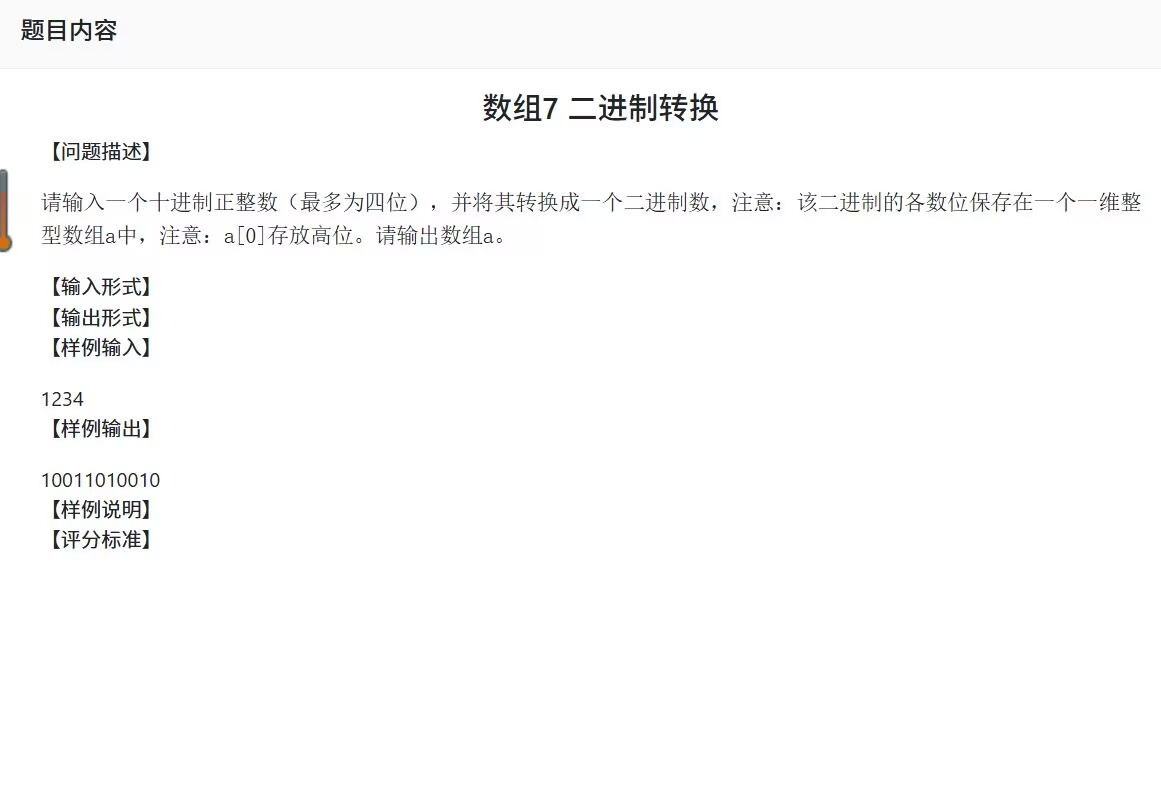 题目内容
数组7 二进制转换
【问题描述】
请输入一个十进制正整数（最多为四位），并将其转换成一个二进制数，注意：该二进制的各数位保存在一个一维整
型数组a中，注意：a[0]存放高位。请输出数组a。
【输入形式】
【输出形式】
【样例输入】
1234
【样例输出】
10011010010
【样例说明】
【评分标准】